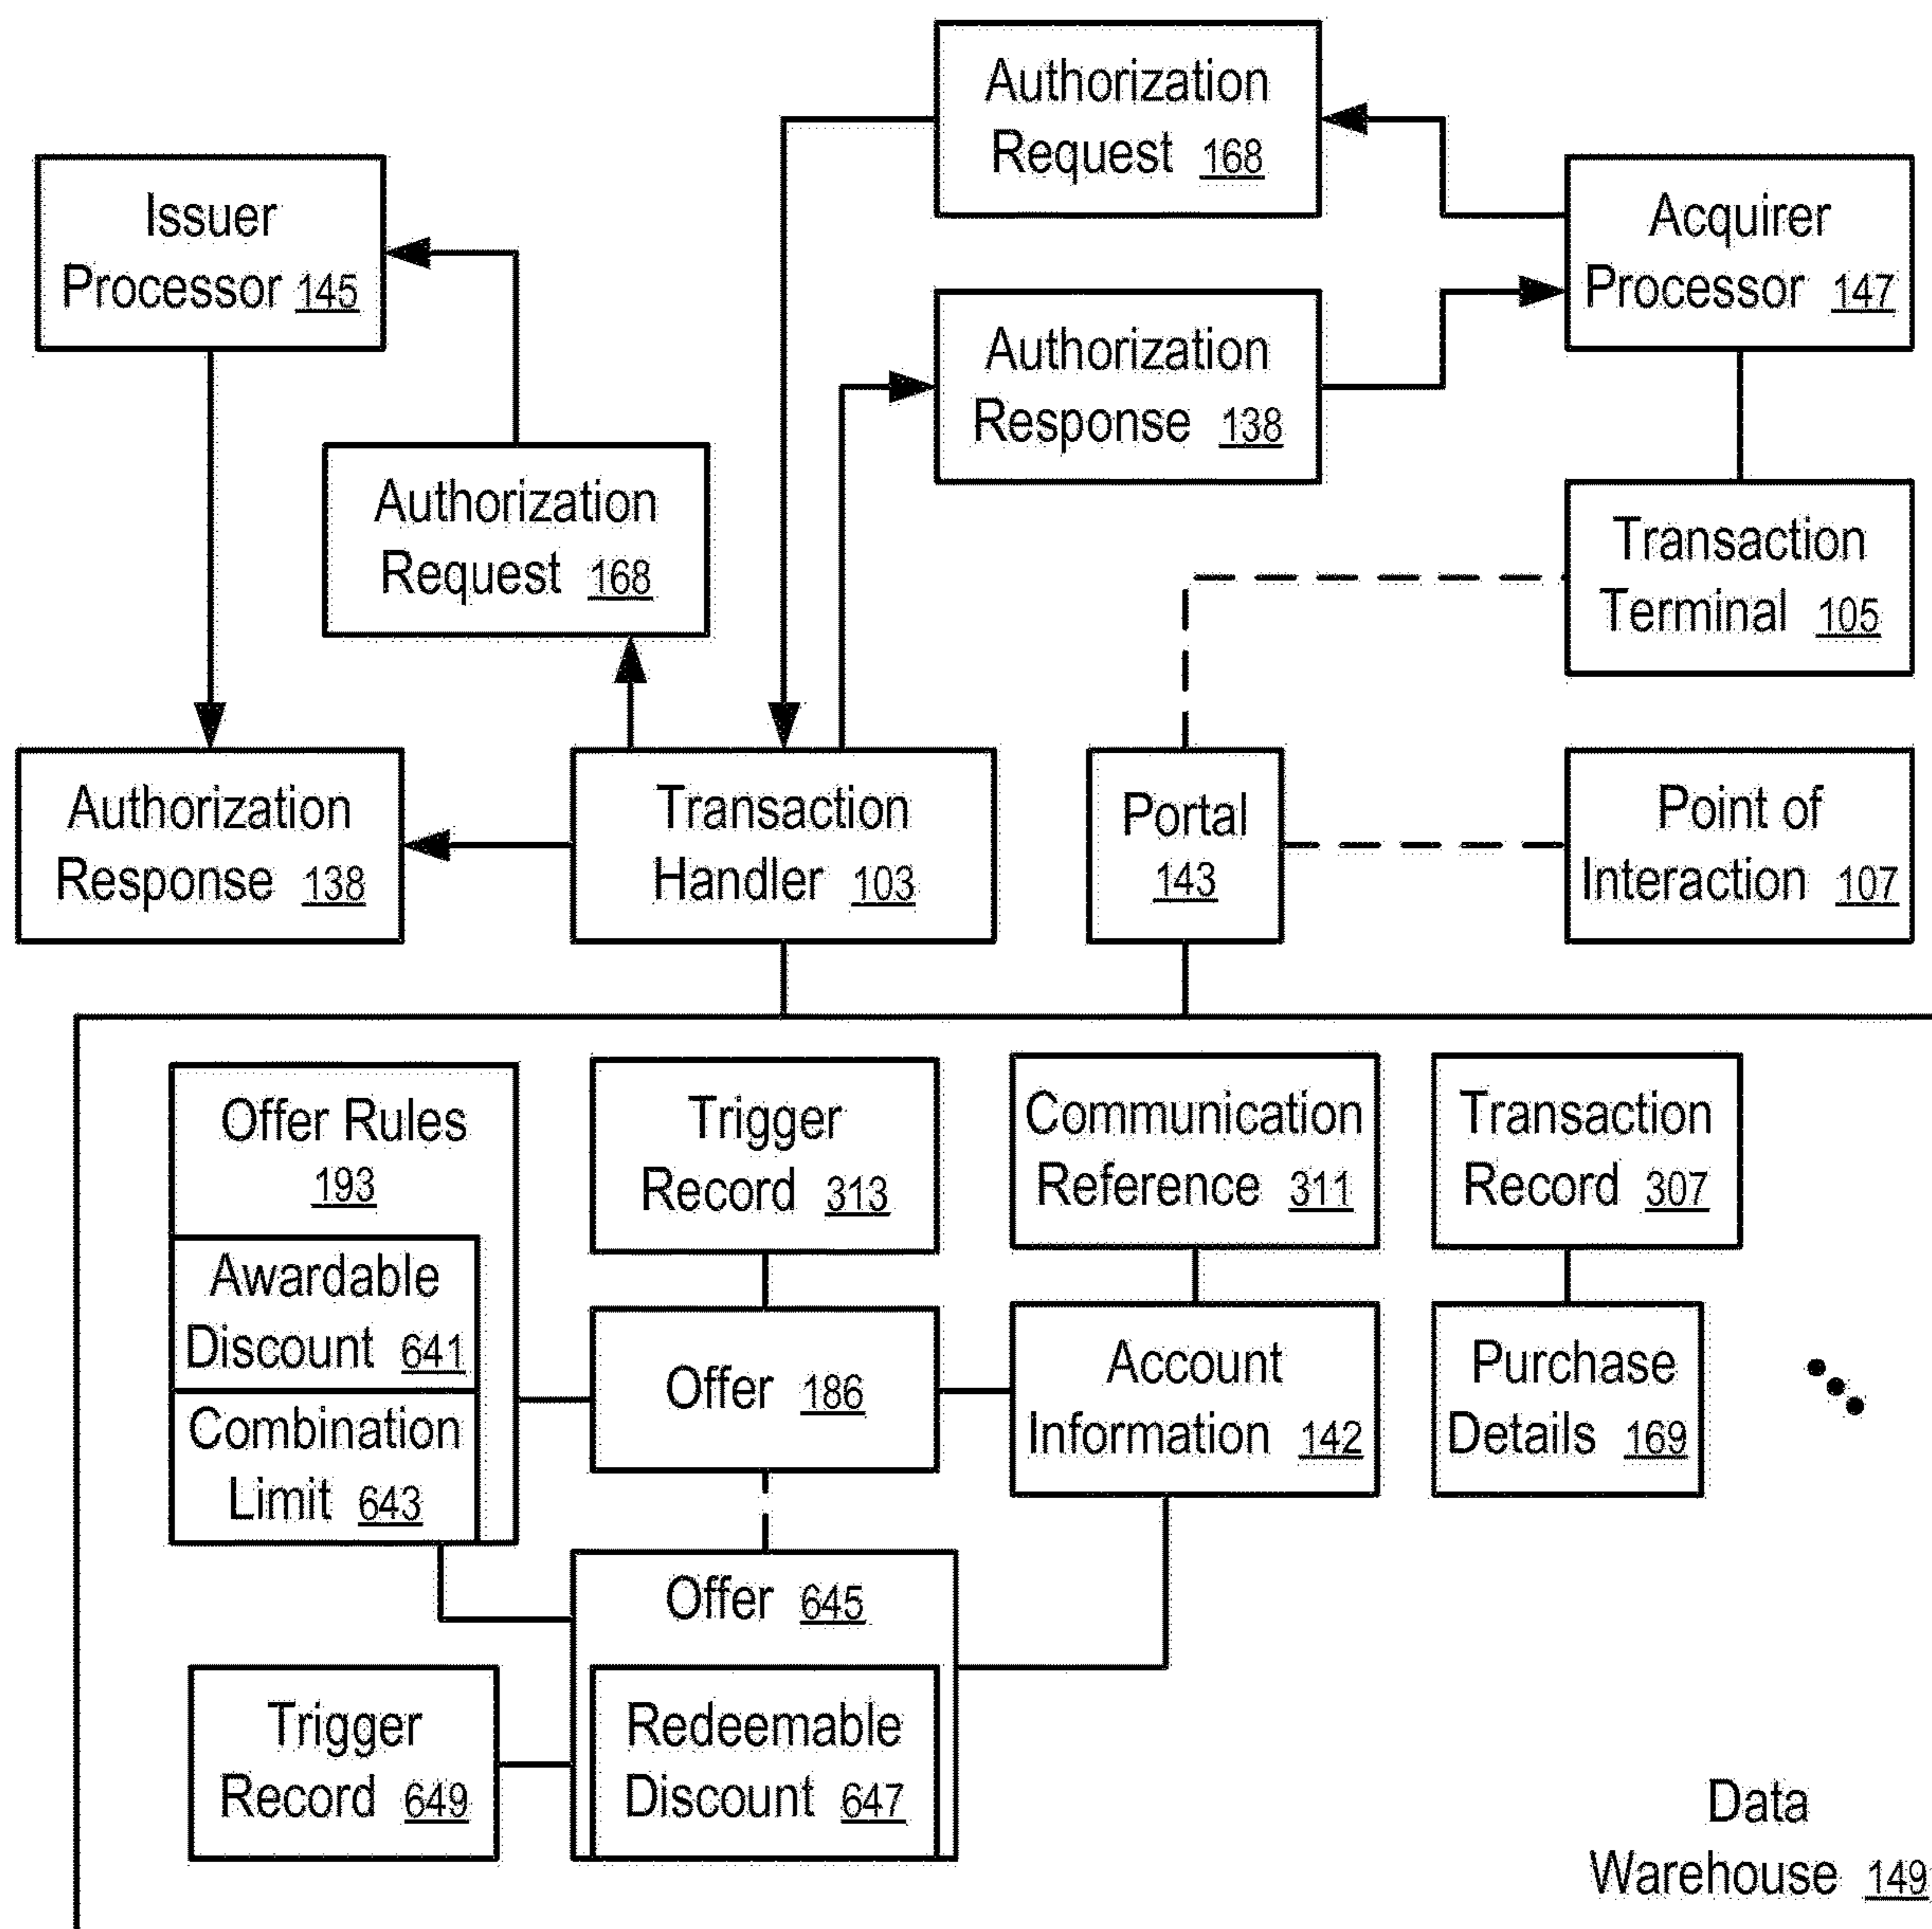 Authorization
Request 168
Issuer
Processor 145
Acquirer
Processor 147
Authorization
Response 138
Authorization
Request 168
Transaction
Terminal 105
Authorization
Response 138
Transaction
Handler 103
Portal
143
Point of
Interaction 107
Offer Rules
193
Trigger
Record 313
Communication
Reference 311
Transaction
Record 307
Awardable
Discount 641
Combination
Limit 643
Offer 186
Account
Information 142
Purchase
Details 169
Offer 645
Trigger
Record 649
Redeemable
Discount 647
Data
Warehouse 149